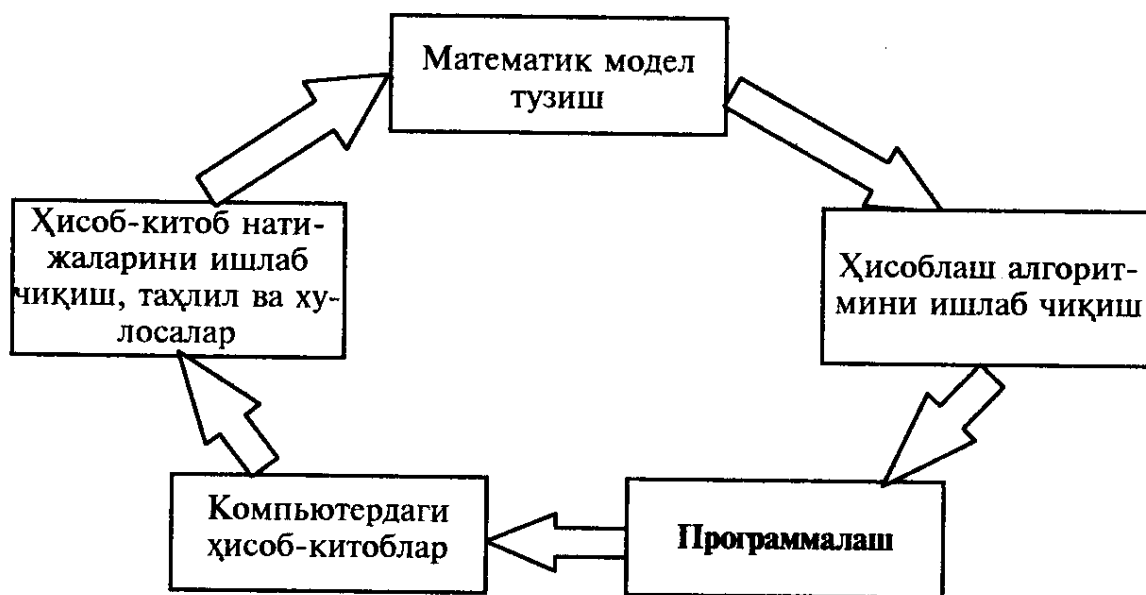 Математик модел
тузиш
Ҳисоблаш алгорит-
мини ишлаб чиқиш
Программалаш
Компьютердаги
ҳисоб-китоблар
Ҳисоб-китоб нати-
жаларини ишлаб
чиқиш, таҳлил ва ху-
лосалар